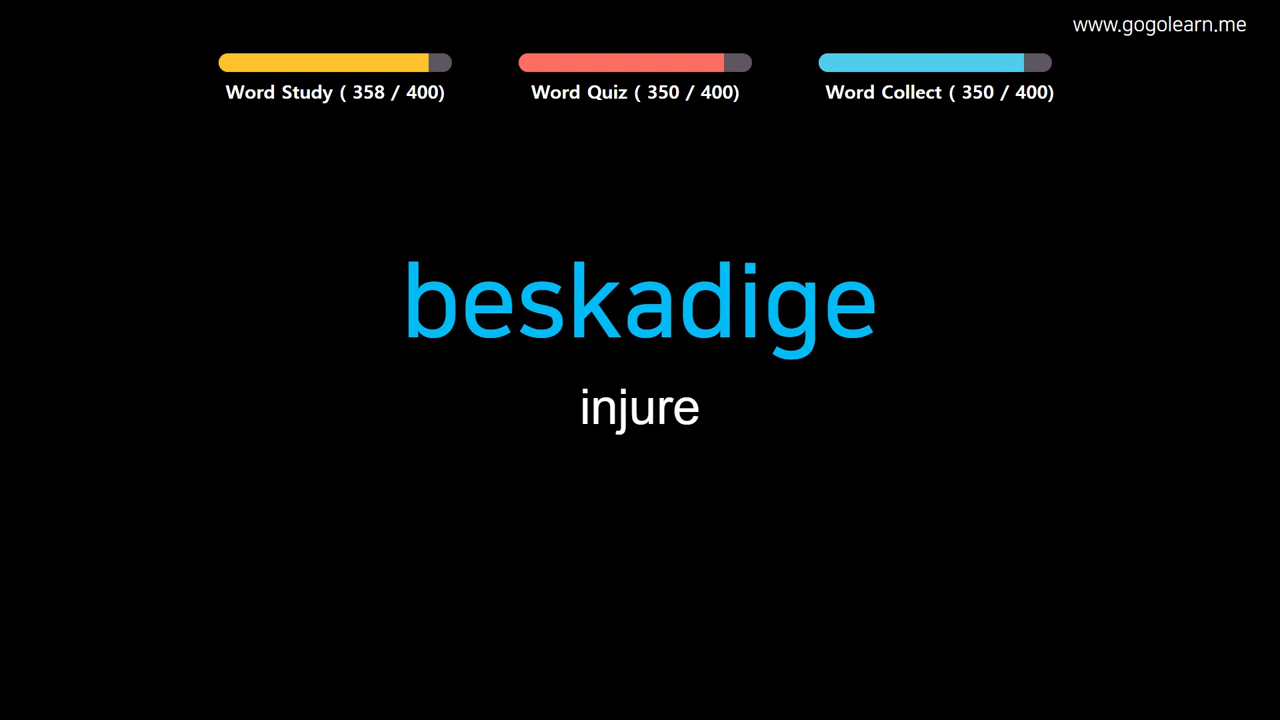 www.gogolearn.me
Word Study ( 358 / 400)
Word Quiz ( 350 / 400)
Word Collect ( 350 / 400)
beskadige
injure